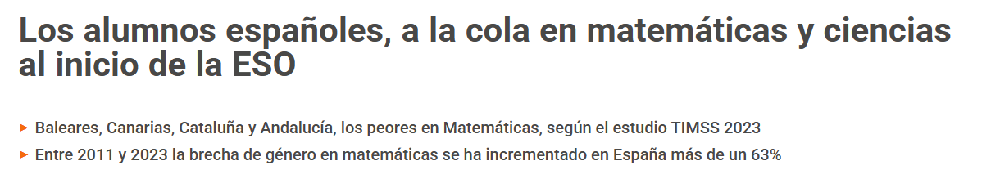 Los alumnos españoles, a la cola en matemáticas y ciencias
al inicio de la ESO
Baleares, Canarias, Cataluña y Andalucía, los peores en Matemáticas, según el estudio TIMSS 2023
Entre 2011 y 2023 la brecha de género en matemáticas se ha incrementado en España más de un 63%